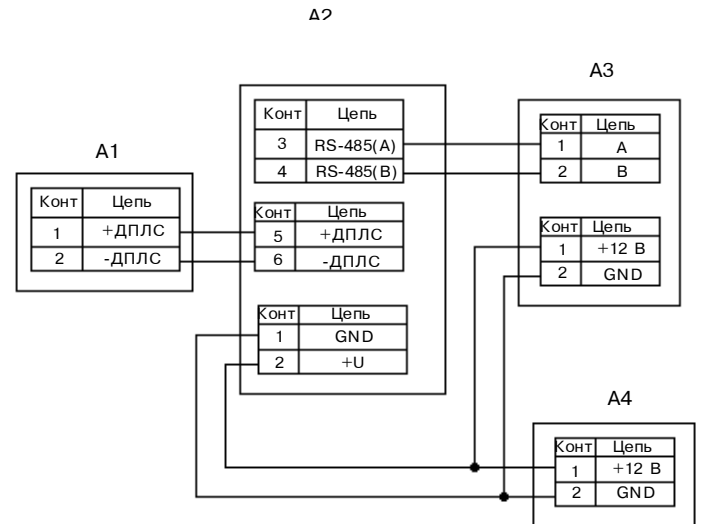 A2
A3
Конт Цепь
3 RS-485(A)
4 RS-485(B)
Конт Цепь
1 A
2 B
A1
Конт Цепь
1 +ДПЛС
2 -ДПЛС
Конт Цепь
5 +ДПЛС
6 -ДПЛС
Конт Цепь
1 +12 В
2 GND
Конт Цепь
1 GND
2 +U
A4
Конт Цепь
1 +12 В
2 GND